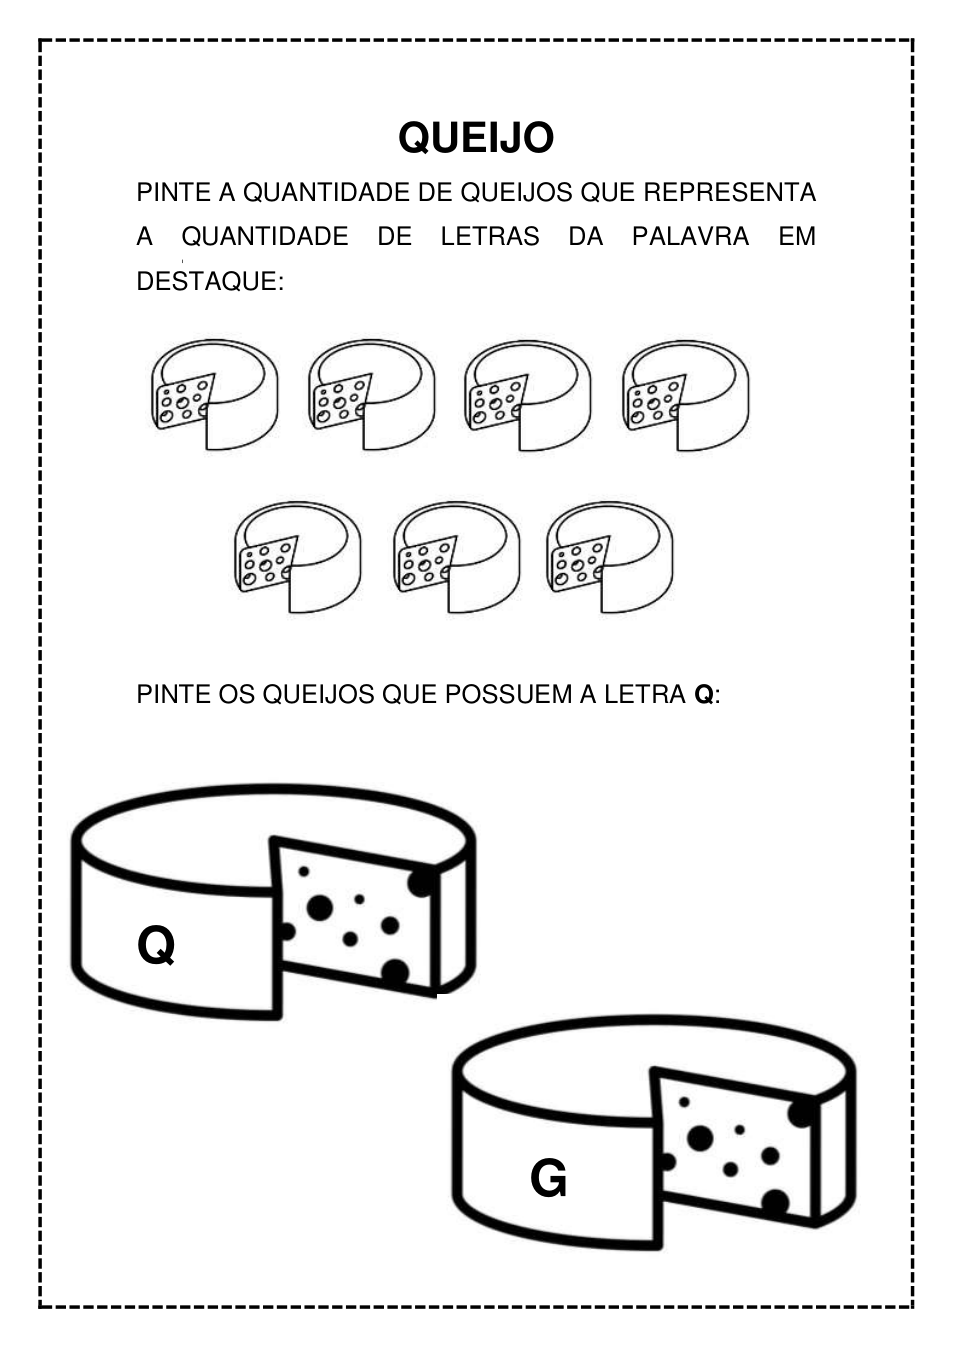 QUEIJO
PINTE A QUANTIDADE DE QUEIJOS QUE REPRESENTA
A QUANTIDADE DE LETRAS DA PALAVRA EM
DESTAQUE:
PINTE OS QUEIJOS QUE POSSUEM A LETRA Q:
Q
G